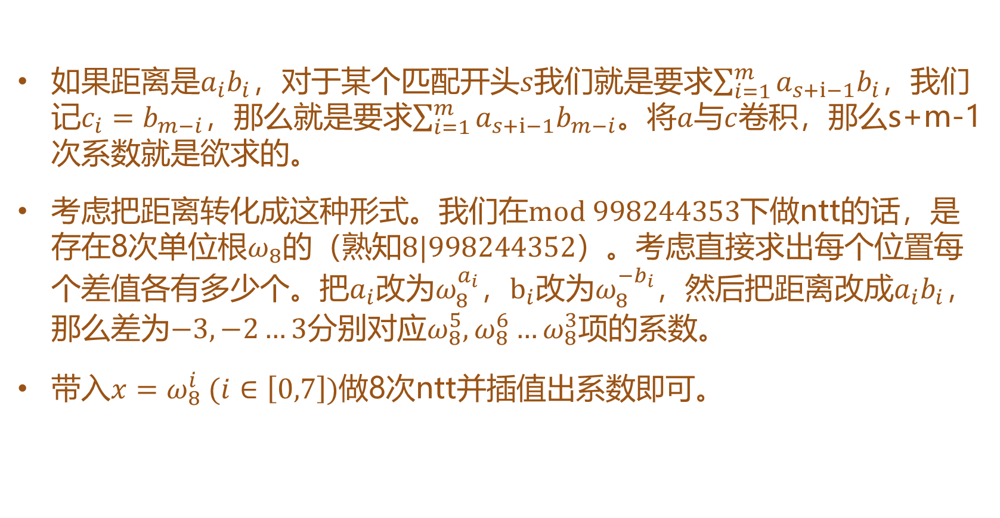 • 如果距离是$a_ib_i$，对于某个匹配开头$s$我们就是要求$\sum_{i=1}^{m} a_{s+i-1}b_i$，我们
记$c_i = b_{m-i}$，那么就是要求$\sum_{i=1}^{m} a_{s+i-1}b_{m-i}$。将$a$与$c$卷积，那么s+m-1
次系数就是欲求的。
• 考虑把距离转化成这种形式。我们在mod 998244353下做ntt的话，是
存在8次单位根$\omega_8$的（熟知8|998244352）。考虑直接求出每个位置每
个差值各有多少个。把$a_i$改为$\omega_8^{a_i}$，$b_i$改为$\omega_8^{-b_i}$，然后把距离改成$a_ib_i$，
那么差为$-3,-2 \ldots 3$分别对应$\omega_8^5,\omega_8^6 \ldots \omega_8^3$项的系数。
• 带入$x = \omega_8^i \ (i \in [0,7])$做8次ntt并插值出系数即可。